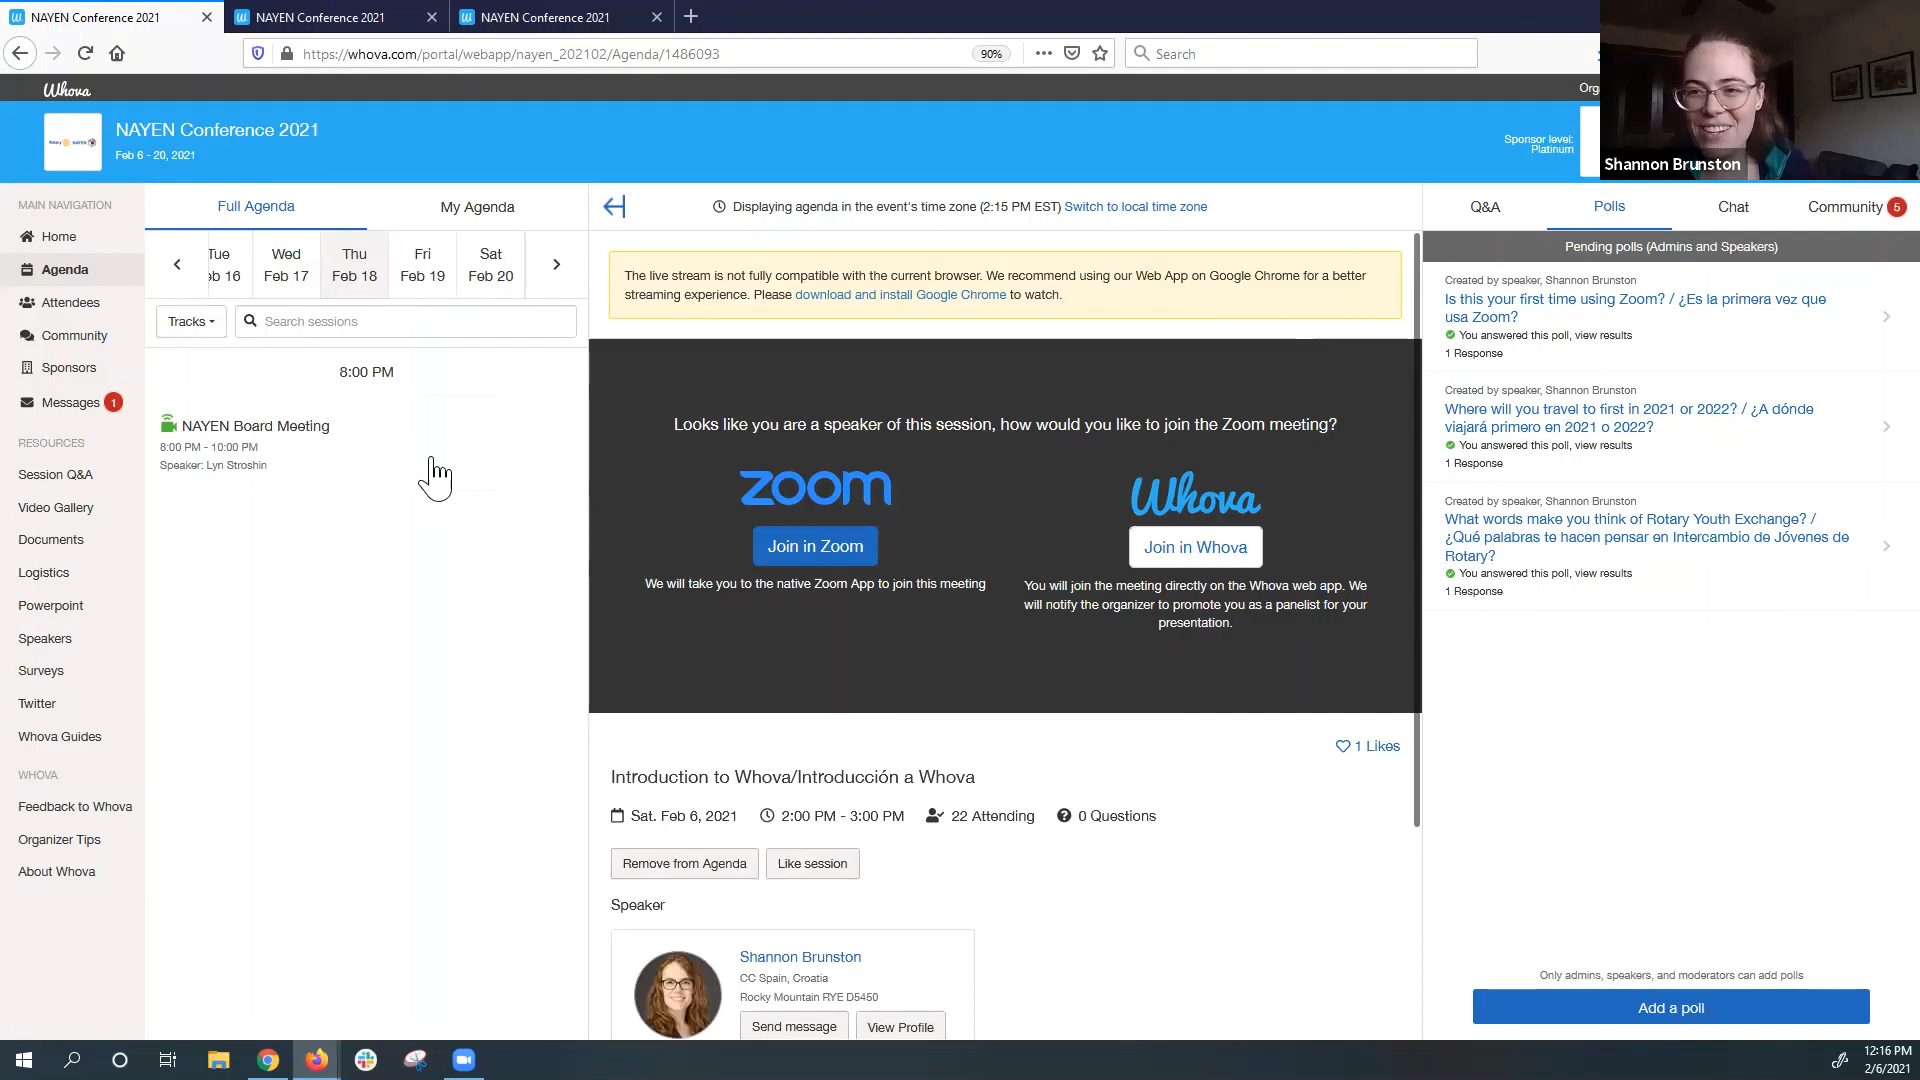 NAYEN Conference 2021
NAYEN Conference 2021
NAYEN Conference 2021
https://whova.com/portal/webapp/nayen_202102/Agenda/1486093
90%
Search
Whova
Org
NAYEN Conference 2021
Feb 6 - 20, 2021
Sponsor level:
Platinum
Shannon Brunston
MAIN NAVIGATION
Home
Agenda
Attendees
Community
Sponsors
Messages 1
RESOURCES
Session Q&A
Video Gallery
Documents
Logistics
Powerpoint
Speakers
Surveys
Twitter
Whova Guides
WHOVA
Feedback to Whova
Organizer Tips
About Whova
Full Agenda
My Agenda
Tue
eb 16
Wed
Feb 17
Thu
Feb 18
Fri
Feb 19
Sat
Feb 20
Tracks
Search sessions
8:00 PM
NAYEN Board Meeting
8:00 PM - 10:00 PM
Speaker: Lyn Stroshin
Displaying agenda in the event's time zone (2:15 PM EST) Switch to local time zone
The live stream is not fully compatible with the current browser. We recommend using our Web App on Google Chrome for a better
streaming experience. Please download and install Google Chrome to watch.
Looks like you are a speaker of this session, how would you like to join the Zoom meeting?
zoom
Join in Zoom
We will take you to the native Zoom App to join this meeting
Whova
Join in Whova
You will join the meeting directly on the Whova web app. We
will notify the organizer to promote you as a panelist for your
presentation.
1 Likes
Introduction to Whova/Introducción a Whova
Sat. Feb 6, 2021
2:00 PM - 3:00 PM
22 Attending
0 Questions
Remove from Agenda
Like session
Speaker
Shannon Brunston
CC Spain, Croatia
Rocky Mountain RYE D5450
Send message
View Profile
Q&A
Polls
Chat
Community 5
Pending polls (Admins and Speakers)
Created by speaker, Shannon Brunston
Is this your first time using Zoom? / ¿Es la primera vez que
usa Zoom?
You answered this poll, view results
1 Response
Created by speaker, Shannon Brunston
Where will you travel to first in 2021 or 2022? / ¿A dónde
viajará primero en 2021 o 2022?
You answered this poll, view results
1 Response
Created by speaker, Shannon Brunston
What words make you think of Rotary Youth Exchange? /
¿Qué palabras te hacen pensar en Intercambio de Jóvenes de
Rotary?
You answered this poll, view results
1 Response
Only admins, speakers, and moderators can add polls
Add a poll
12:16 PM
2/6/2021